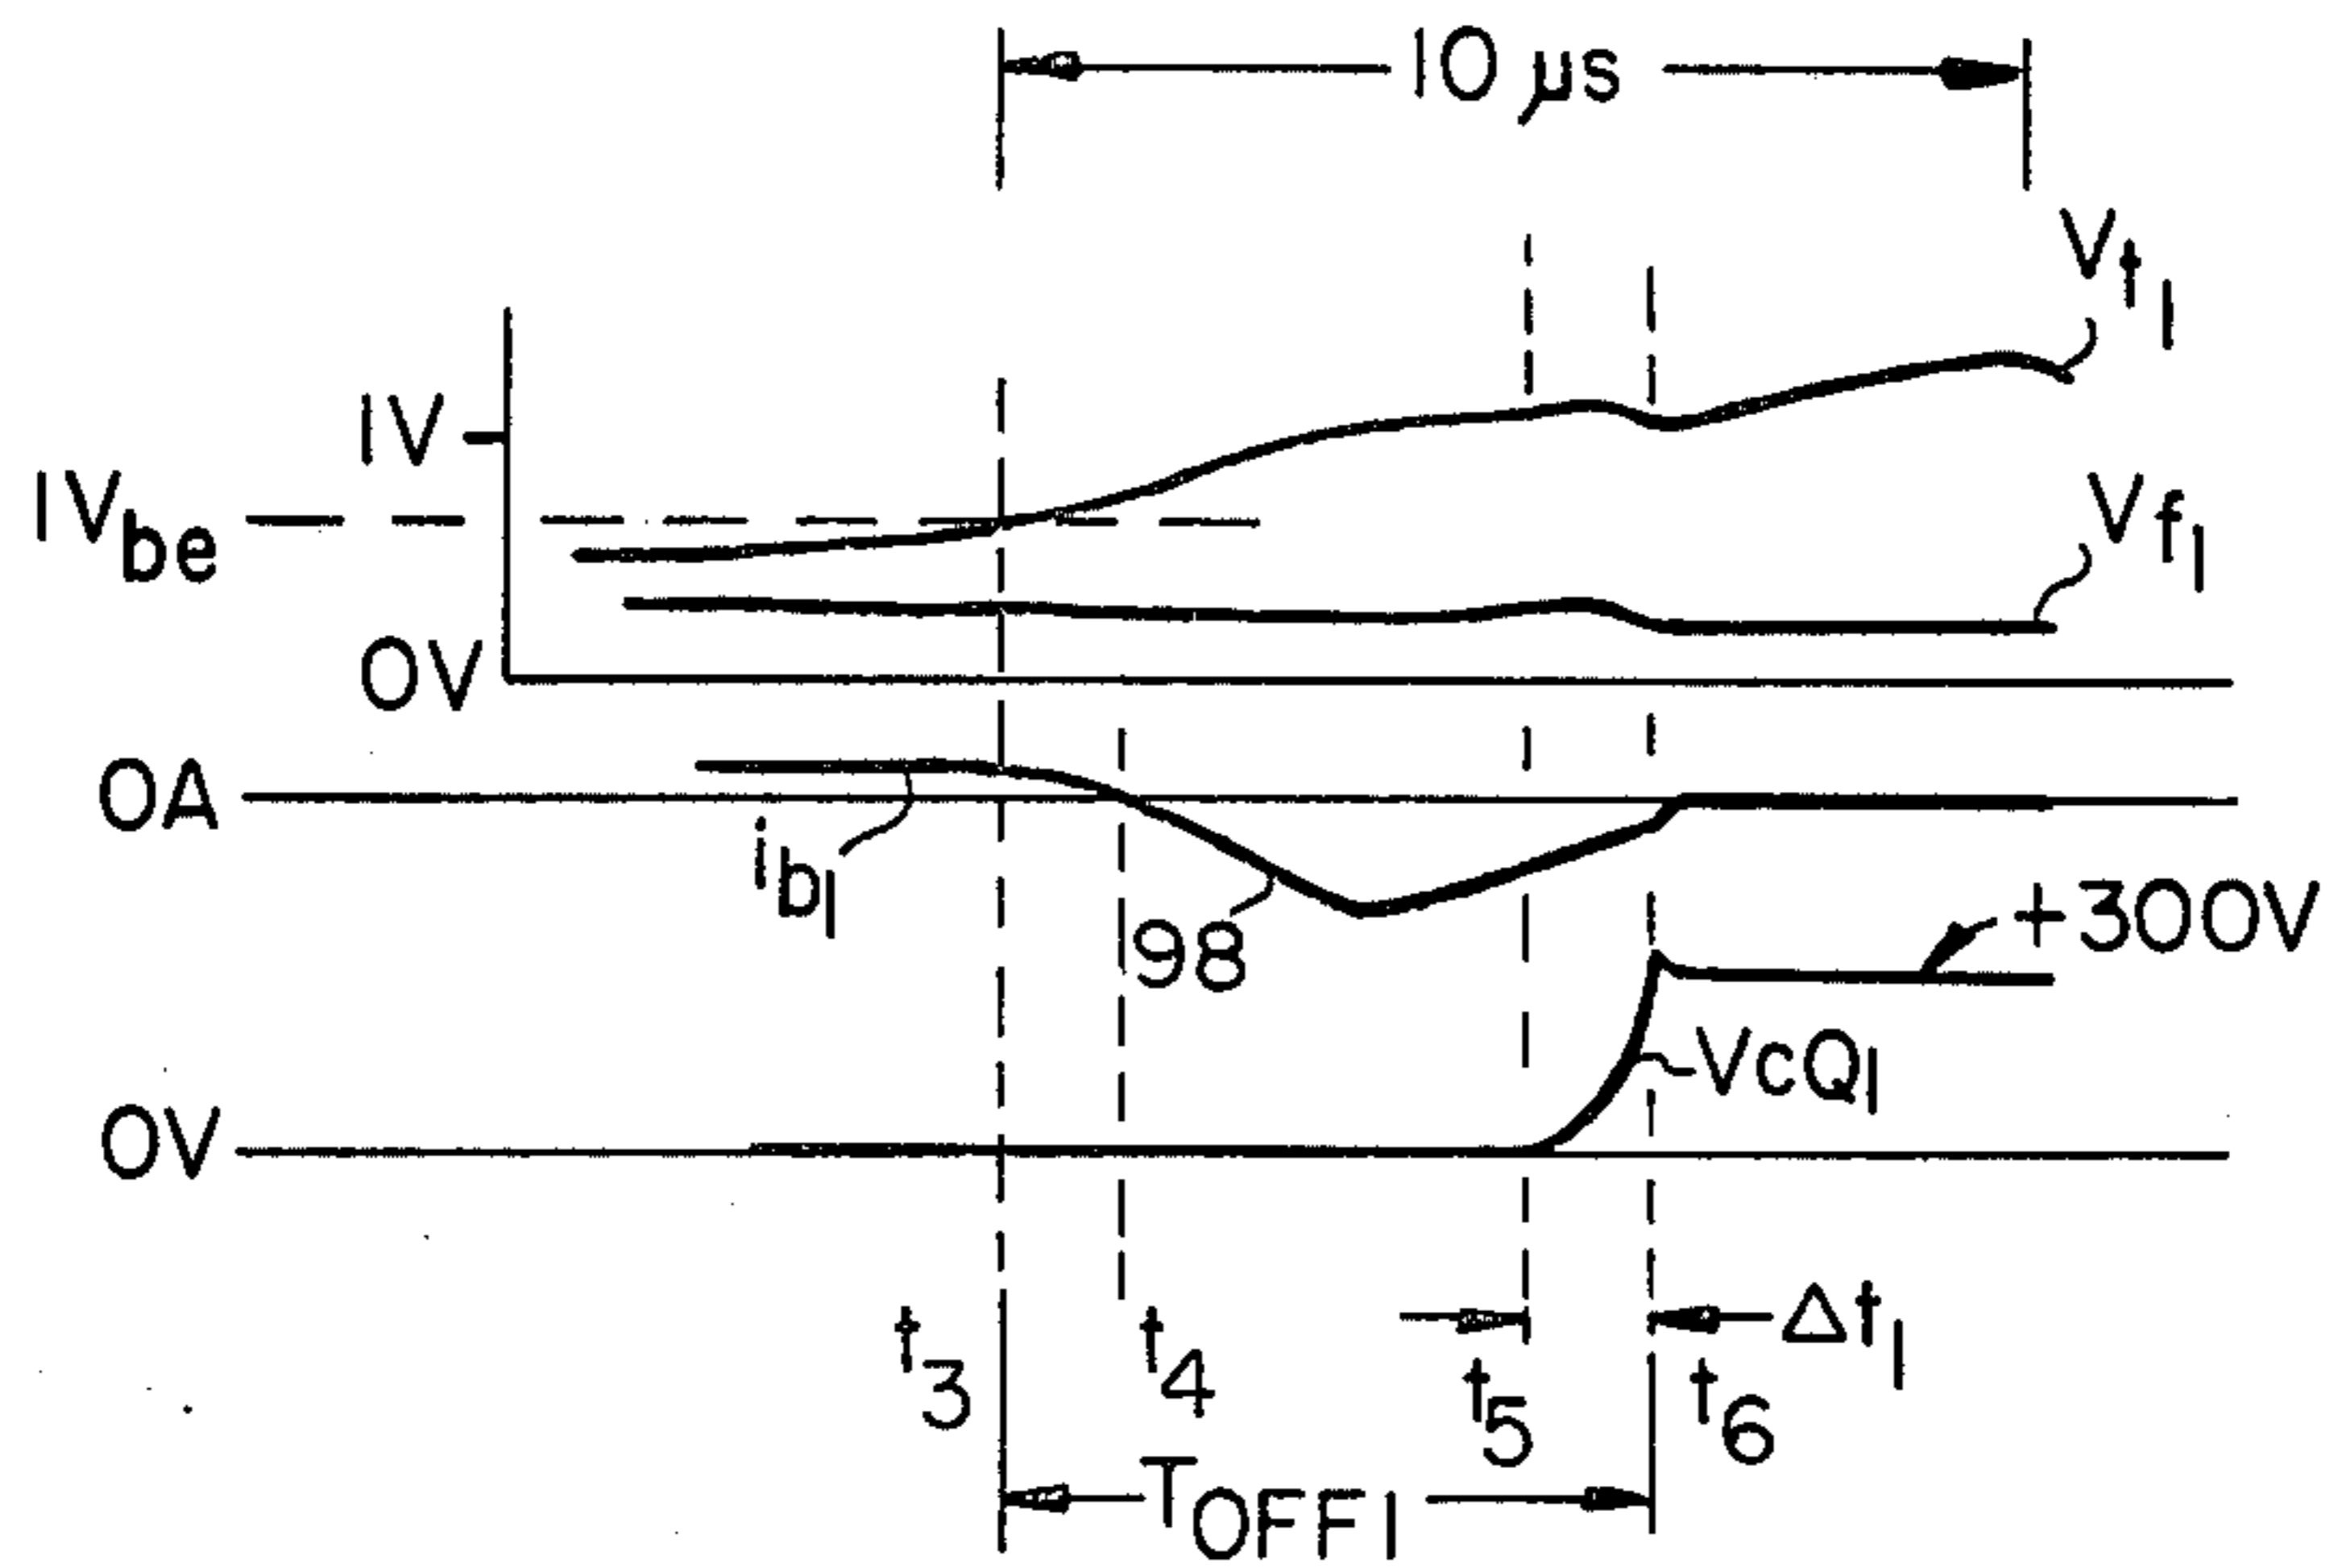 10 µs
Vt1
1V
1Vbe
Vf1
0V
0A
ib1
98
+300V
VcQ1
0V
Δt1
t3
t4
t5
t6
TOFF1